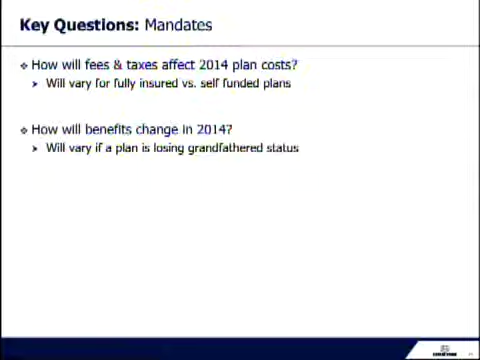 Key Questions: Mandates
How will fees & taxes affect 2014 plan costs?
Will vary for fully insured vs. self funded plans
How will benefits change in 2014?
Will vary if a plan is losing grandfathered status